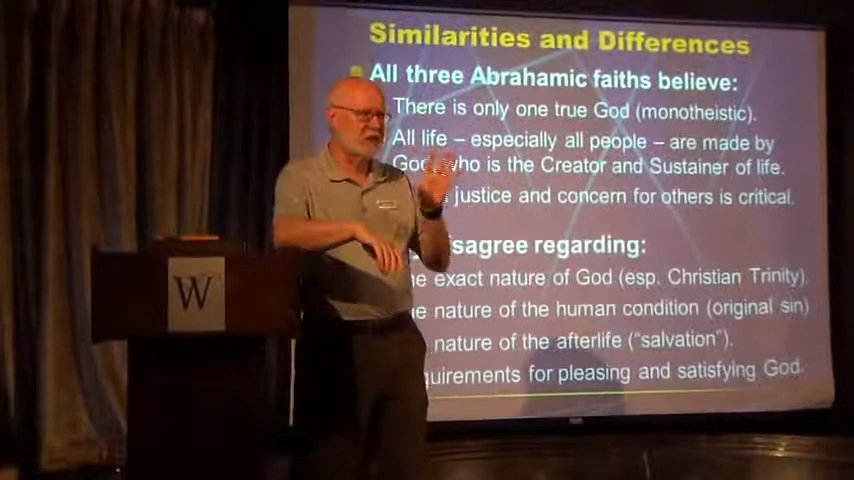 Similarities and Differences
All three Abrahamic faiths believe:
There is only one true God (monotheistic).
All life – especially all people – are made by
God who is the Creator and Sustainer of life.
justice and concern for others is critical.
disagree regarding:
exact nature of God (esp. Christian Trinity).
nature of the human condition (original sin)
nature of the afterlife ("salvation").
requirements for pleasing and satisfying God.
W